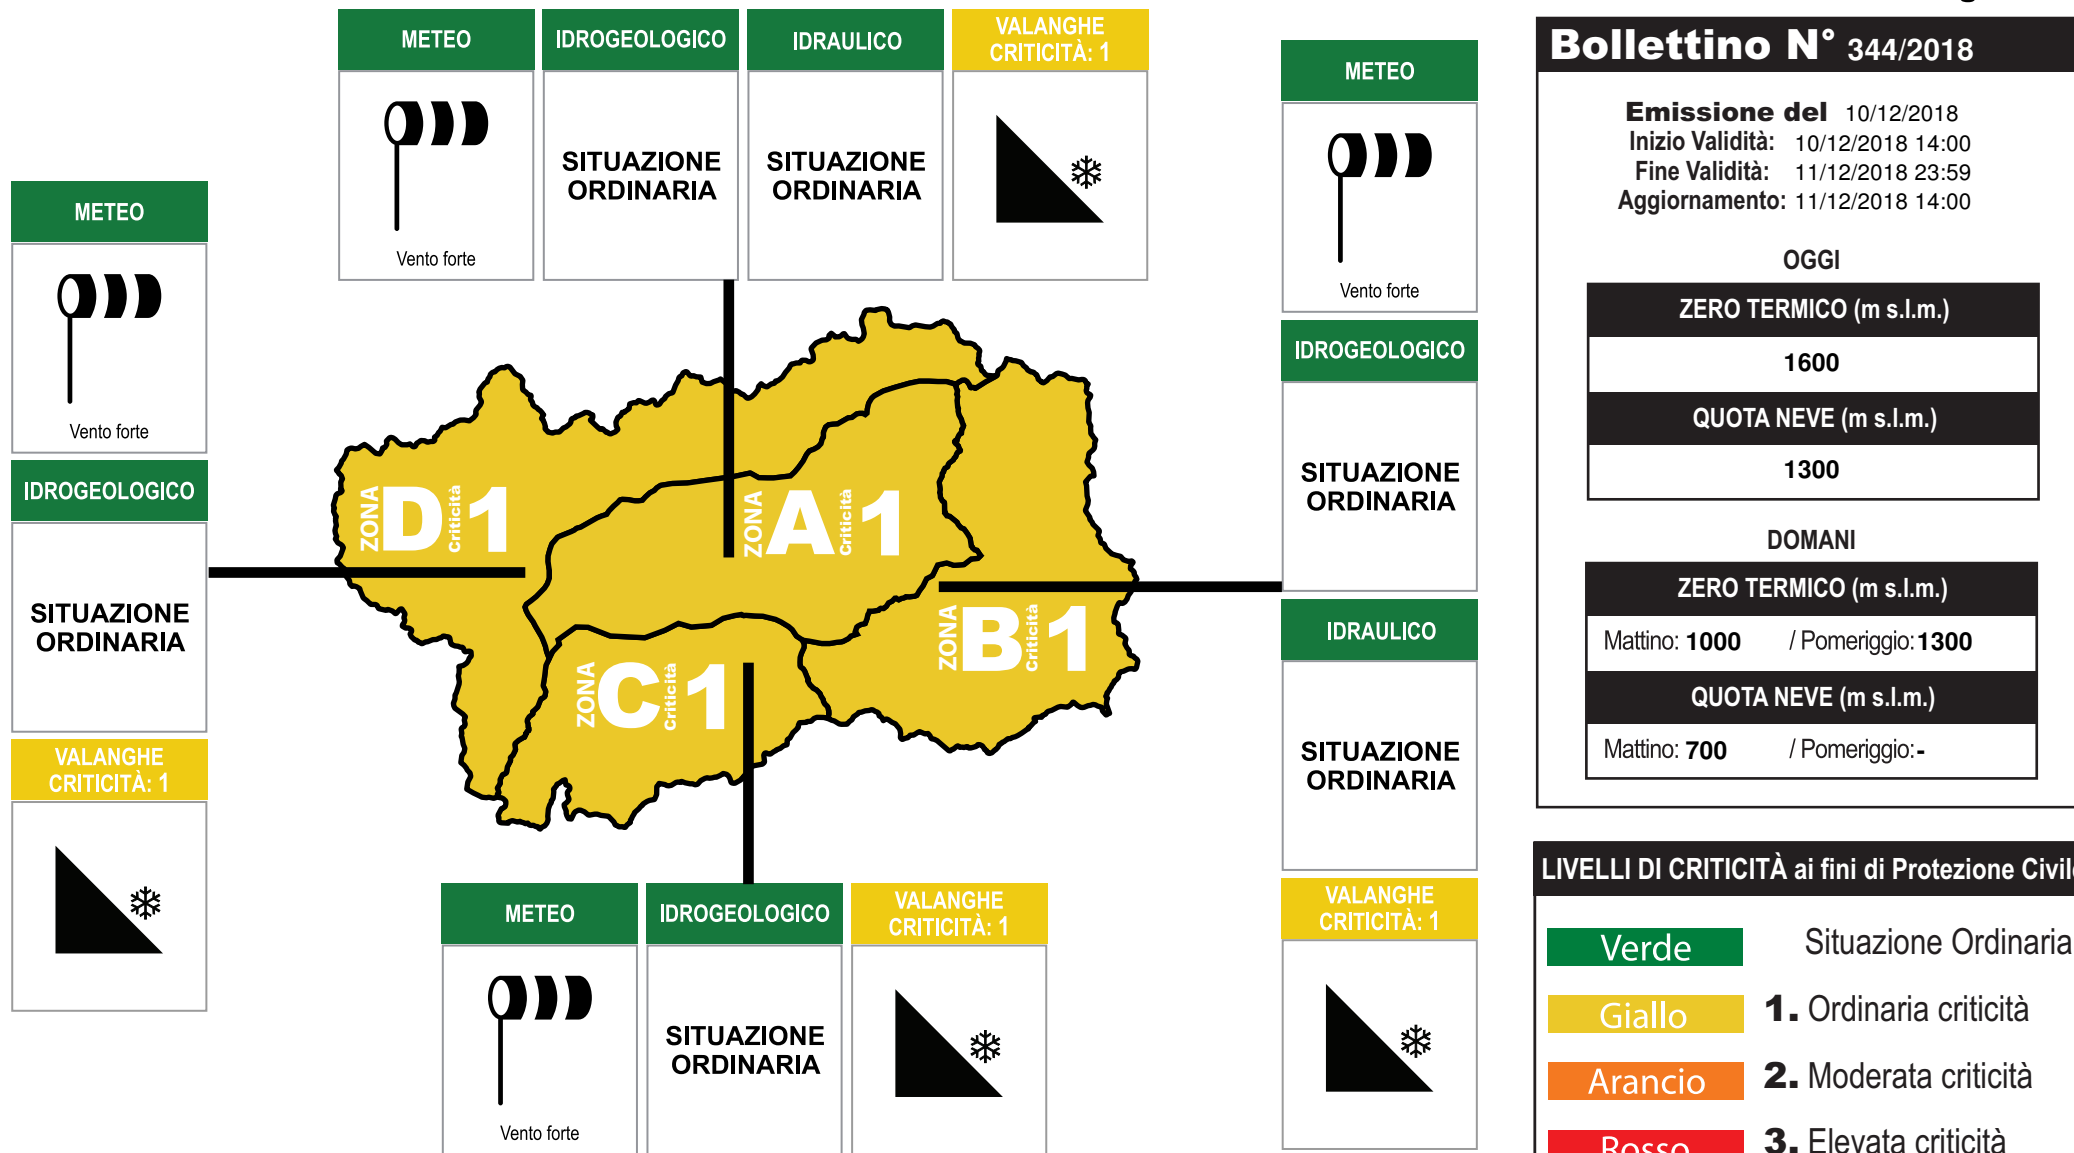 METEO
Vento forte
IDROGEOLOGICO
SITUAZIONE
ORDINARIA
IDRAULICO
SITUAZIONE
ORDINARIA
VALANGHE
CRITICITÀ: 1
METEO
Vento forte
IDROGEOLOGICO
SITUAZIONE
ORDINARIA
VALANGHE
CRITICITÀ: 1
ZONA D Criticità 1
ZONA A Criticità 1
ZONA B Criticità 1
ZONA C Criticità 1
METEO
Vento forte
IDROGEOLOGICO
SITUAZIONE
ORDINARIA
VALANGHE
CRITICITÀ: 1
METEO
Vento forte
IDROGEOLOGICO
SITUAZIONE
ORDINARIA
IDRAULICO
SITUAZIONE
ORDINARIA
VALANGHE
CRITICITÀ: 1
Bollettino N° 344/2018
Emissione del 10/12/2018
Inizio Validità: 10/12/2018 14:00
Fine Validità: 11/12/2018 23:59
Aggiornamento: 11/12/2018 14:00
OGGI
ZERO TERMICO (m s.l.m.)
1600
QUOTA NEVE (m s.l.m.)
1300
DOMANI
ZERO TERMICO (m s.l.m.)
Mattino: 1000 / Pomeriggio: 1300
QUOTA NEVE (m s.l.m.)
Mattino: 700 / Pomeriggio: -
LIVELLI DI CRITICITÀ ai fini di Protezione Civile
Verde Situazione Ordinaria
Giallo 1. Ordinaria criticità
Arancio 2. Moderata criticità
Rosso 3. Elevata criticità